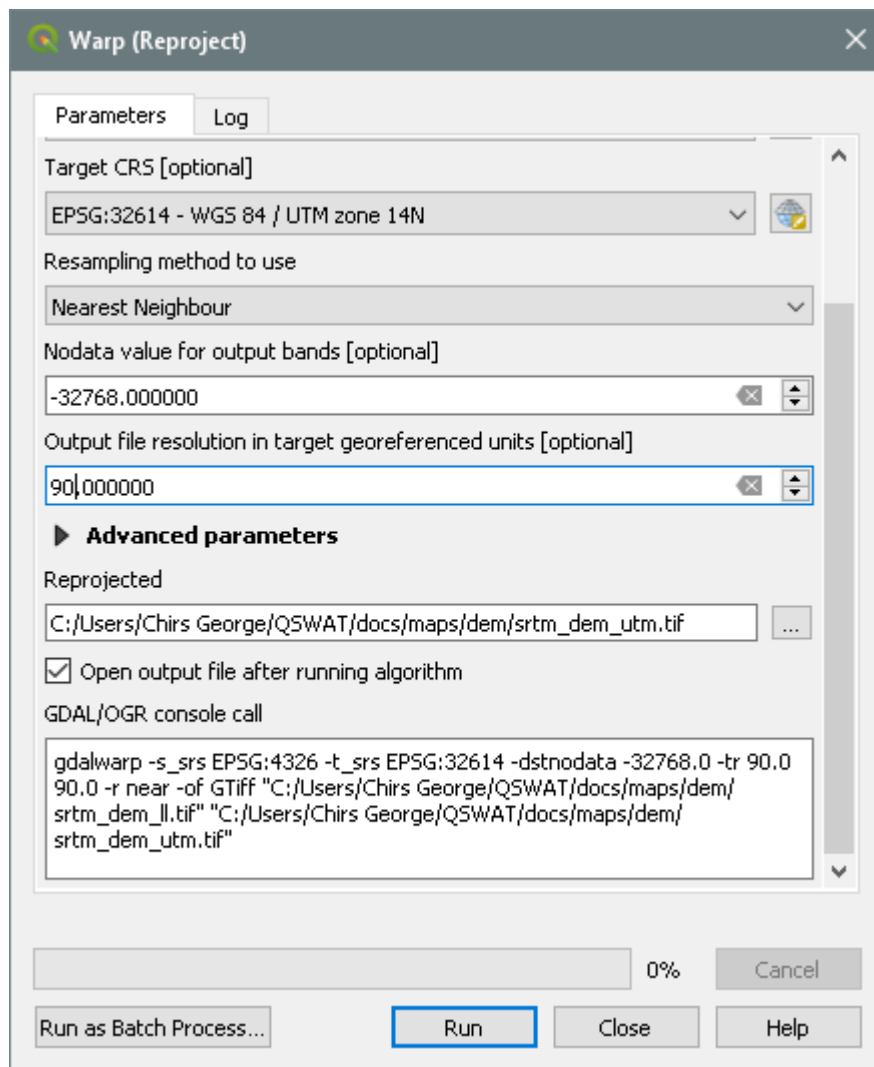 Warp (Reproject)
Parameters
Log
Target CRS [optional]
EPSG:32614 - WGS 84 / UTM zone 14N
Resampling method to use
Nearest Neighbour
Nodata value for output bands [optional]
-32768.000000
Output file resolution in target georeferenced units [optional]
90.000000
Advanced parameters
Reprojected
C:/Users/Chirs George/QSWAT/docs/maps/dem/srtm_dem_utm.tif
...
Open output file after running algorithm
GDAL/OGR console call
gdalwarp -s_srs EPSG:4326 -t_srs EPSG:32614 -dstnodata -32768.0 -tr 90.0
90.0 -r near -of GTiff "C:/Users/Chirs George/QSWAT/docs/maps/dem/
srtm_dem_ll.tif" "C:/Users/Chirs George/QSWAT/docs/maps/dem/
srtm_dem_utm.tif"
0%
Cancel
Run as Batch Process...
Run
Close
Help